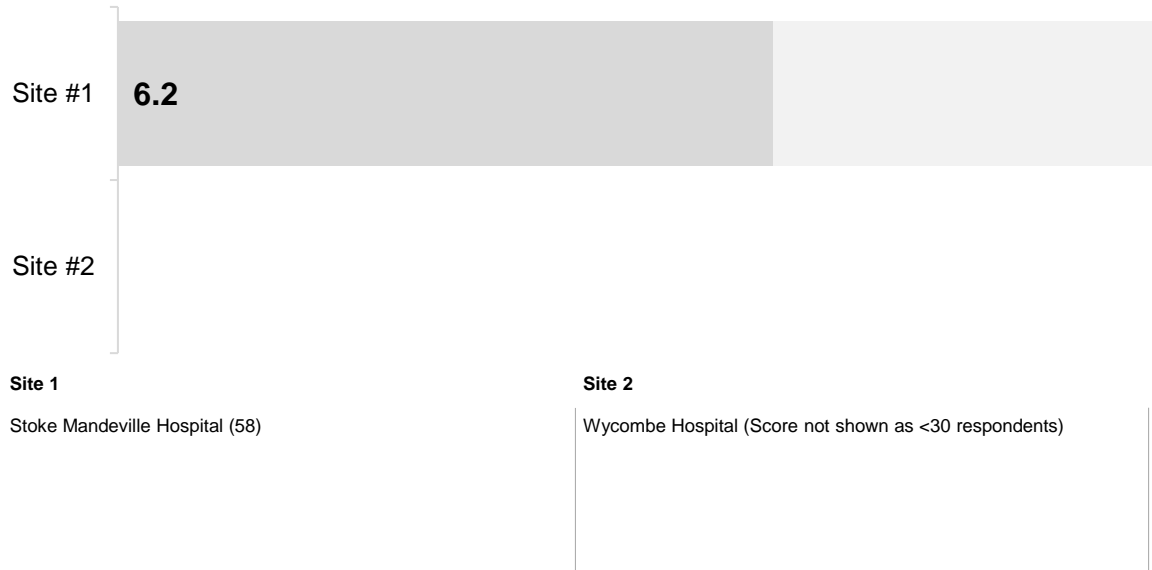 Site #1
6.2
Site #2
Site 1
Site 2
Stoke Mandeville Hospital (58)
Wycombe Hospital (Score not shown as <30 respondents)